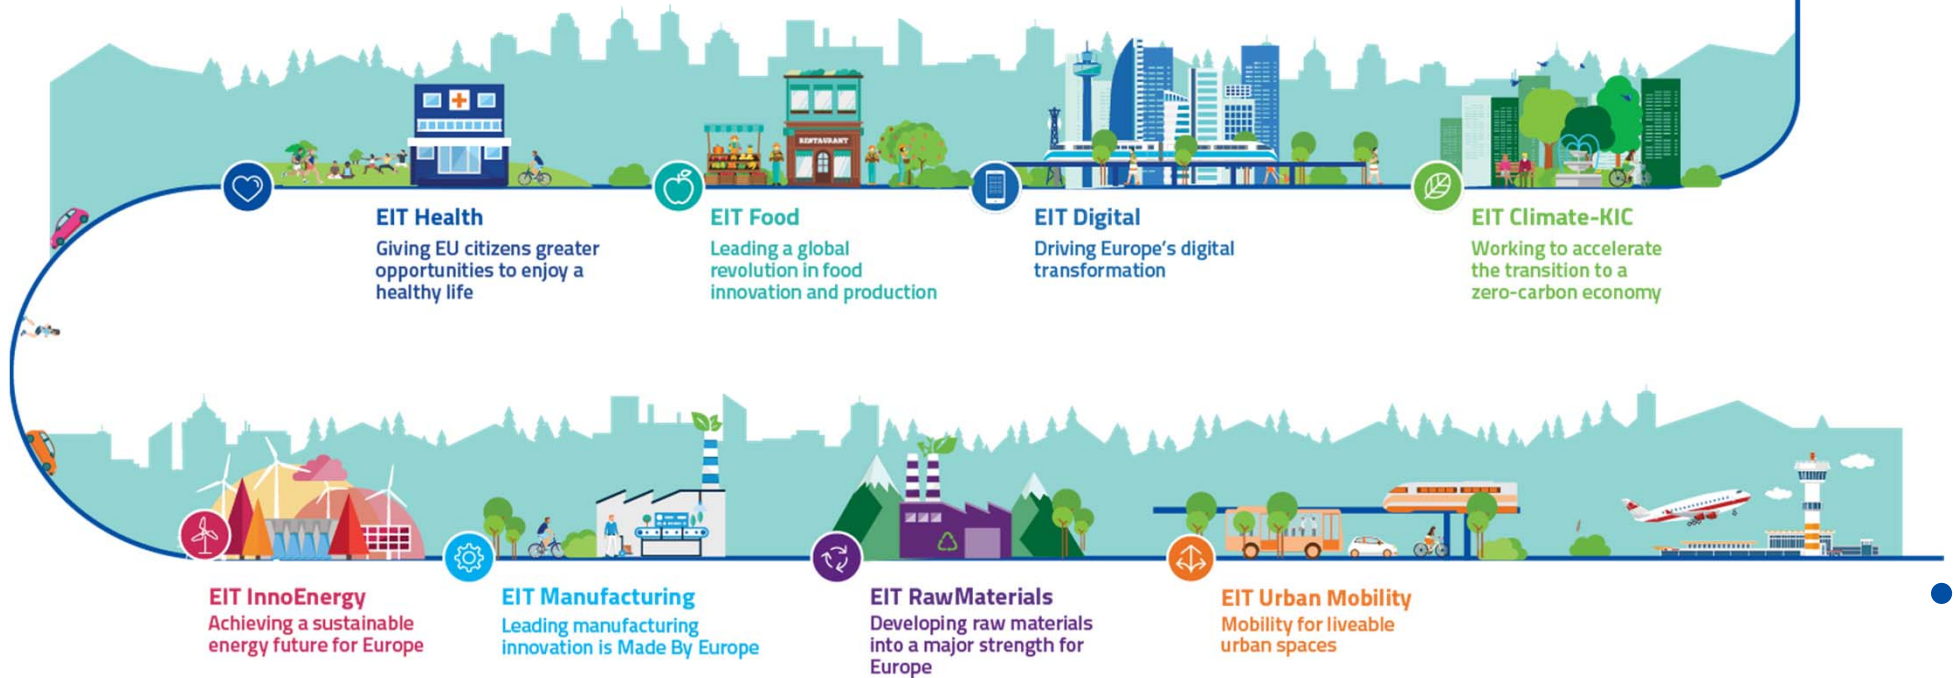 RESTAURANT
EIT Health
Giving EU citizens greater
opportunities to enjoy a
healthy life
EIT Food
Leading a global
revolution in food
innovation and production
EIT Digital
Driving Europe's digital
transformation
EIT Climate-KIC
Working to accelerate
the transition to a
zero-carbon economy
EIT InnoEnergy
Achieving a sustainable
energy future for Europe
EIT Manufacturing
Leading manufacturing
innovation is Made By Europe
EIT RawMaterials
Developing raw materials
into a major strength for
Europe
EIT Urban Mobility
Mobility for liveable
urban spaces